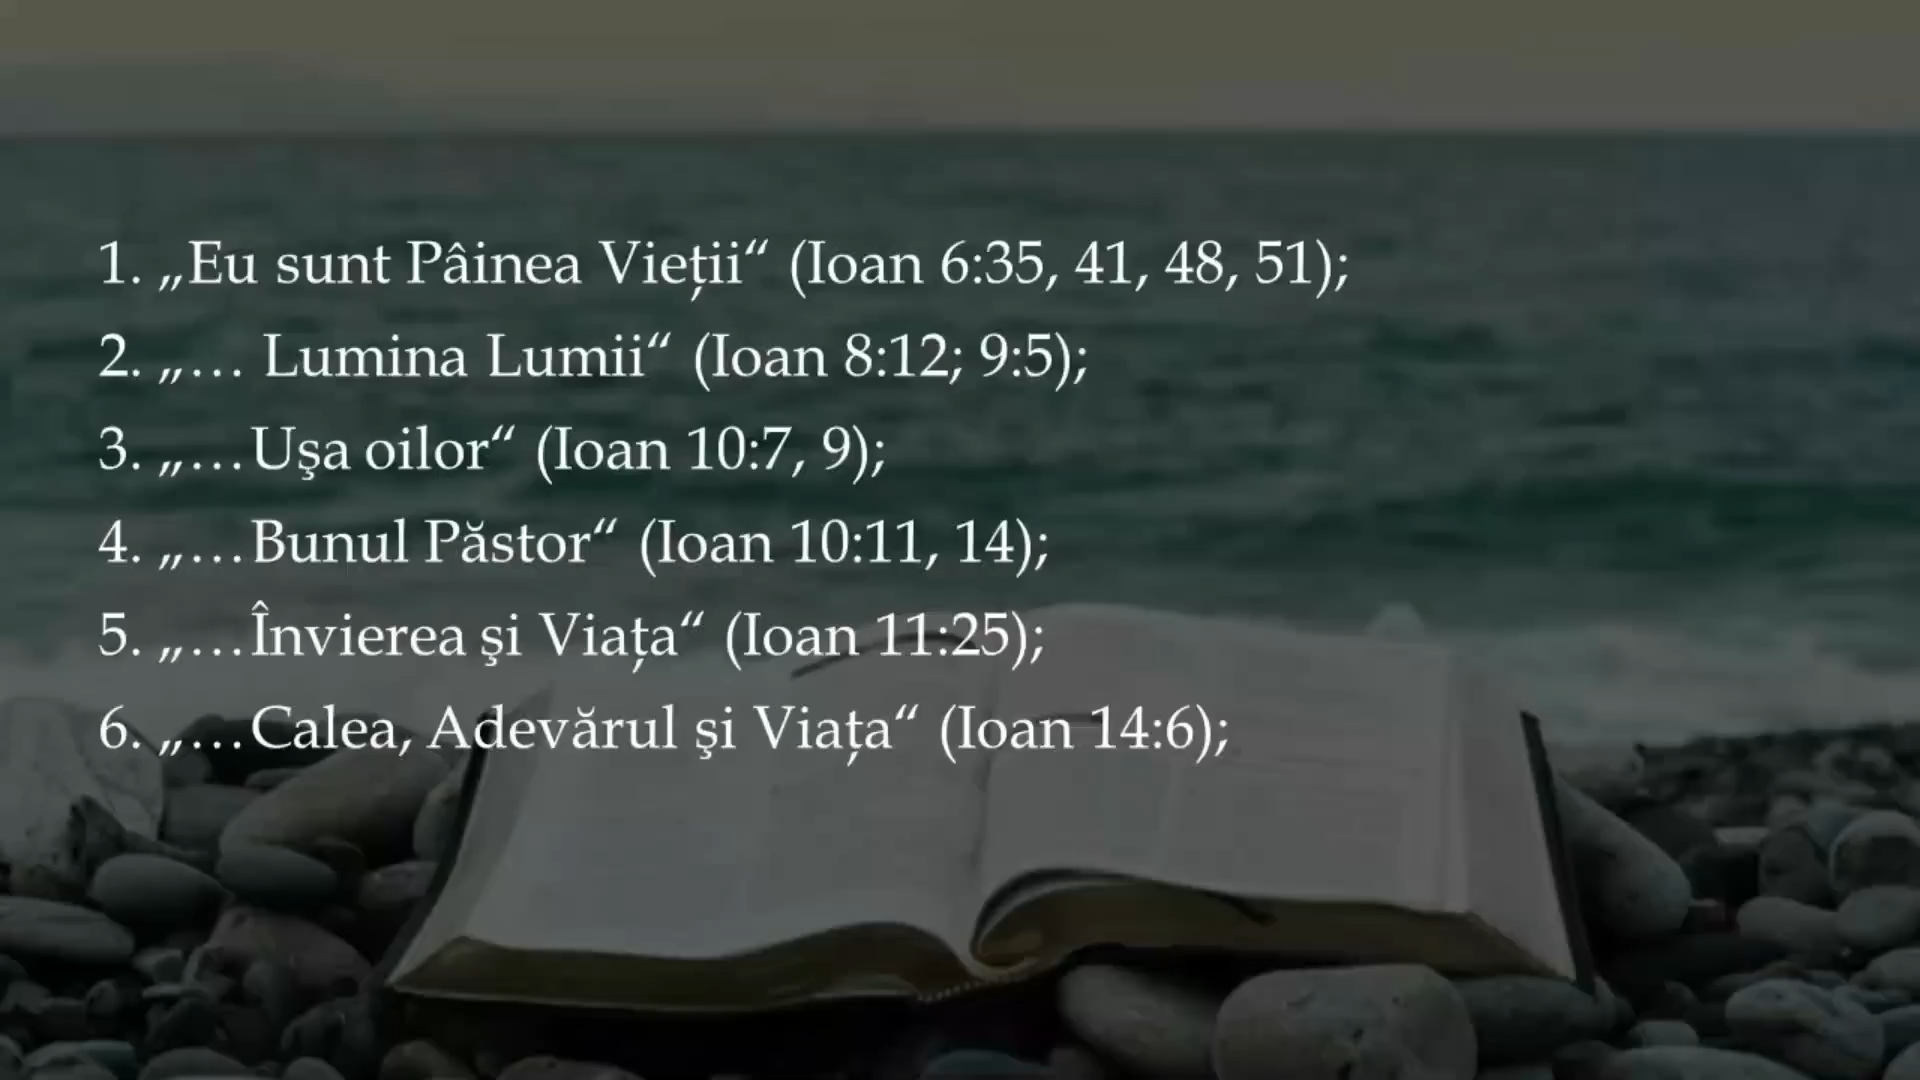 1. „Eu sunt Pâinea Vieții“ (Ioan 6:35, 41, 48, 51);
2. „… Lumina Lumii“ (Ioan 8:12; 9:5);
3. „…Uşa oilor“ (Ioan 10:7, 9);
4. „…Bunul Păstor“ (Ioan 10:11, 14);
5. „…Învierea şi Viața“ (Ioan 11:25);
6. „…Calea, Adevărul şi Viața“ (Ioan 14:6);